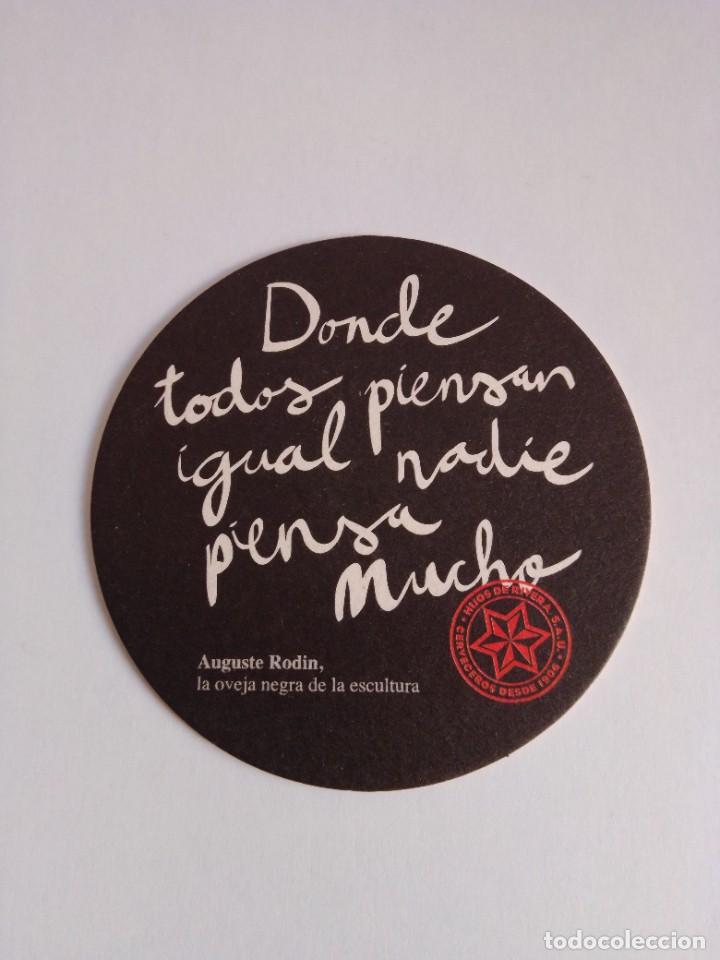 Donde
todos piensan
igual nadie
piensa
mucho
Auguste Rodin,
la oveja negra de la escultura
HIJOS DE RIVERA, S.A.U.
CERVECEROS DESDE 1906
todocoleccion